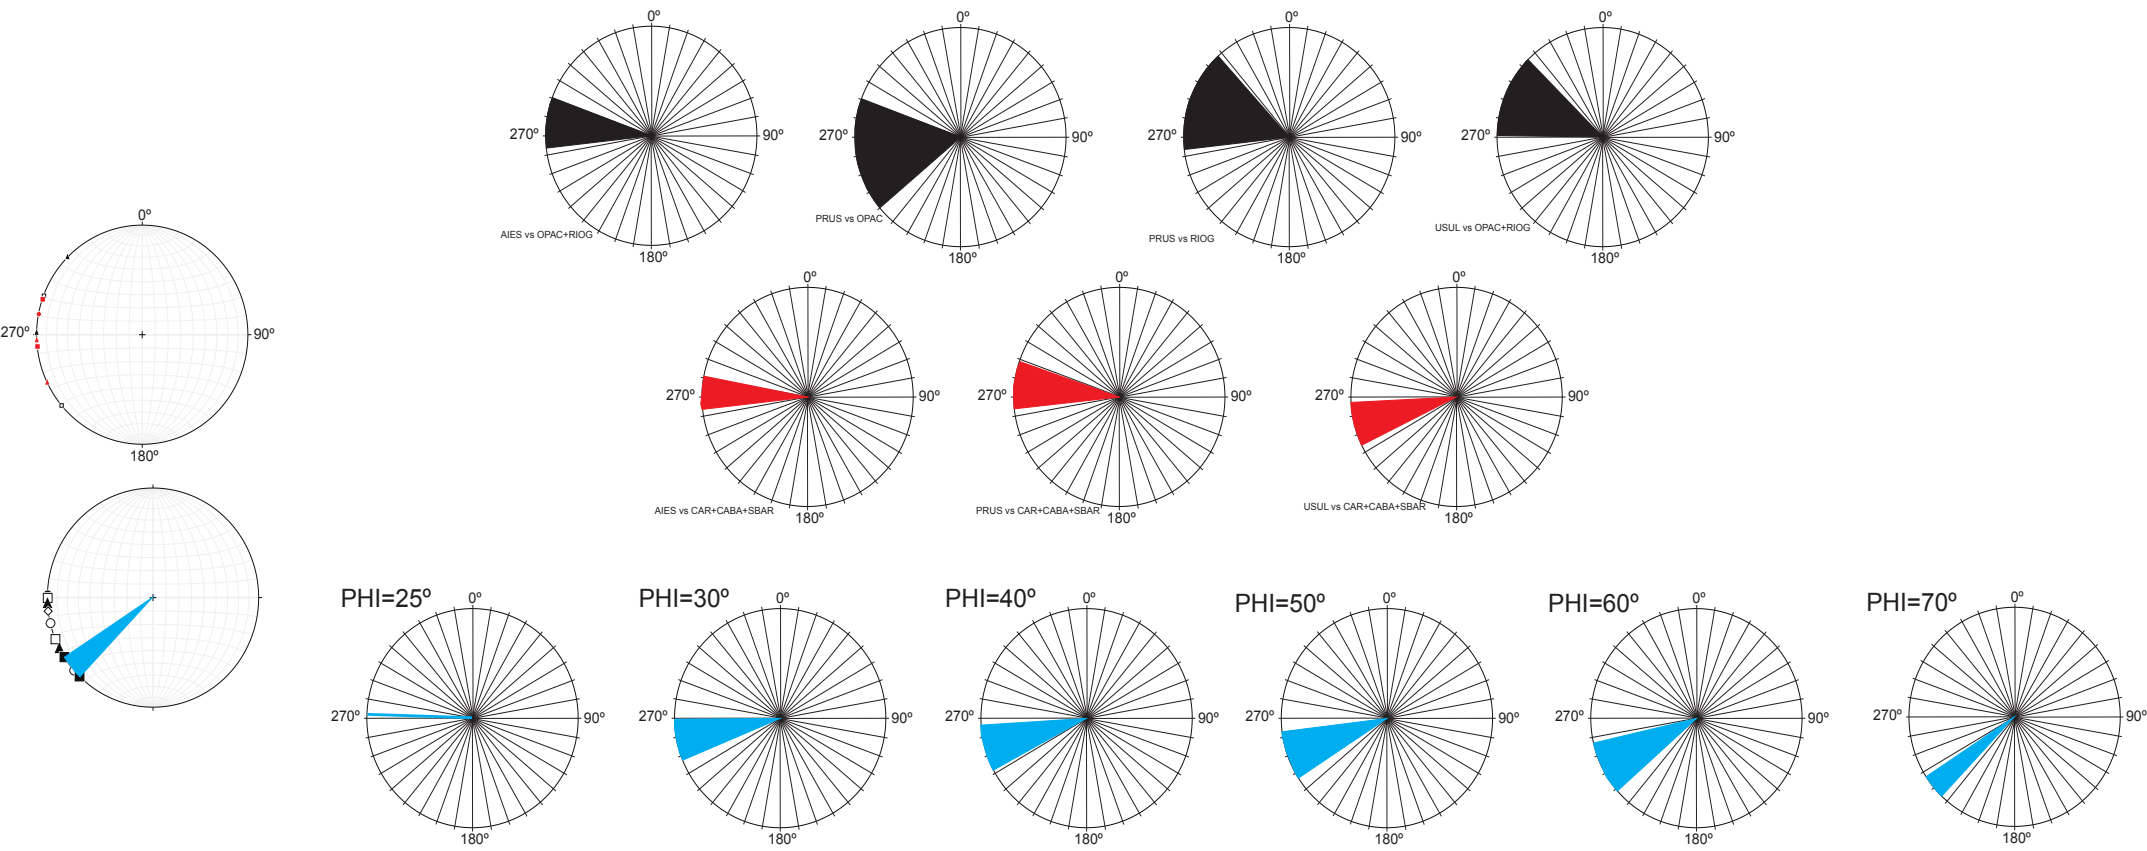 0º 0º 0º 0º
270º 90º 270º 90º 270º 90º 270º 90º
AIES vs OPAC+RIOG
PRUS vs OPAC
PRUS vs RIOG
USUL vs OPAC+RIOG
180º 180º 180º 180º
0º
270º 90º
180º
0º 0º 0º
270º 90º 270º 90º 270º 90º
AIES vs CAR+CABA+SBAR
PRUS vs CAR+CABA+SBAR
USUL vs CAR+CABA+SBAR
180º 180º 180º
PHI=25º PHI=30º PHI=40º PHI=50º PHI=60º PHI=70º
0º 0º 0º 0º 0º 0º
270º 90º 270º 90º 270º 90º 270º 90º 270º 90º 270º 90º
180º 180º 180º 180º 180º 180º